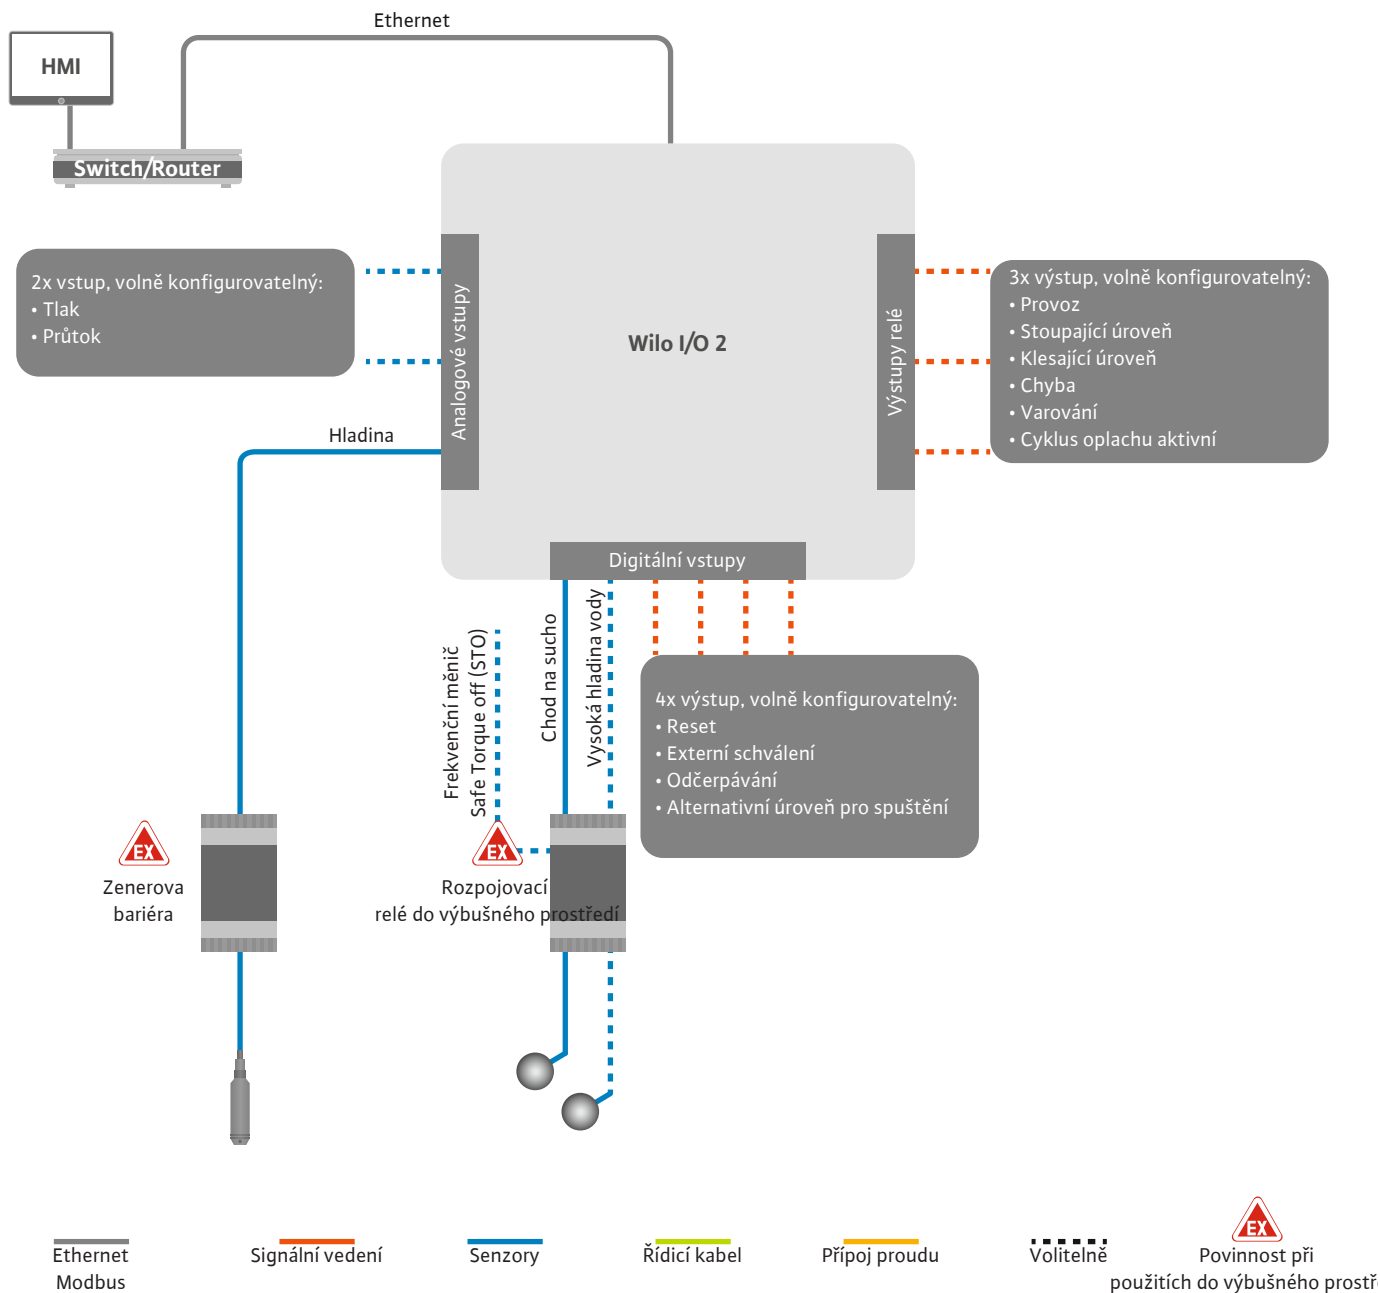 Ethernet
HMI
Switch/Router
2x vstup, volně konfigurovatelný:
• Tlak
• Průtok
Analogové vstupy
Wilo I/O 2
Výstupy relé
3x výstup, volně konfigurovatelný:
• Provoz
• Stoupající úroveň
• Klesající úroveň
• Chyba
• Varování
• Cyklus oplachu aktivní
Hladina
Digitální vstupy
Frekvenční měnič
Safe Torque off (STO)
Chod na sucho
Vysoká hladina vody
4x výstup, volně konfigurovatelný:
• Reset
• Externí schválení
• Odčerpávání
• Alternativní úroveň pro spuštění
EX
Zenerova
bariéra
EX
Rozpojovací
relé do výbušného prostředí
Ethernet
Modbus
Signální vedení
Senzory
Řídicí kabel
Přípoj proudu
Volitelně
EX
Povinnost při
použitích do výbušného